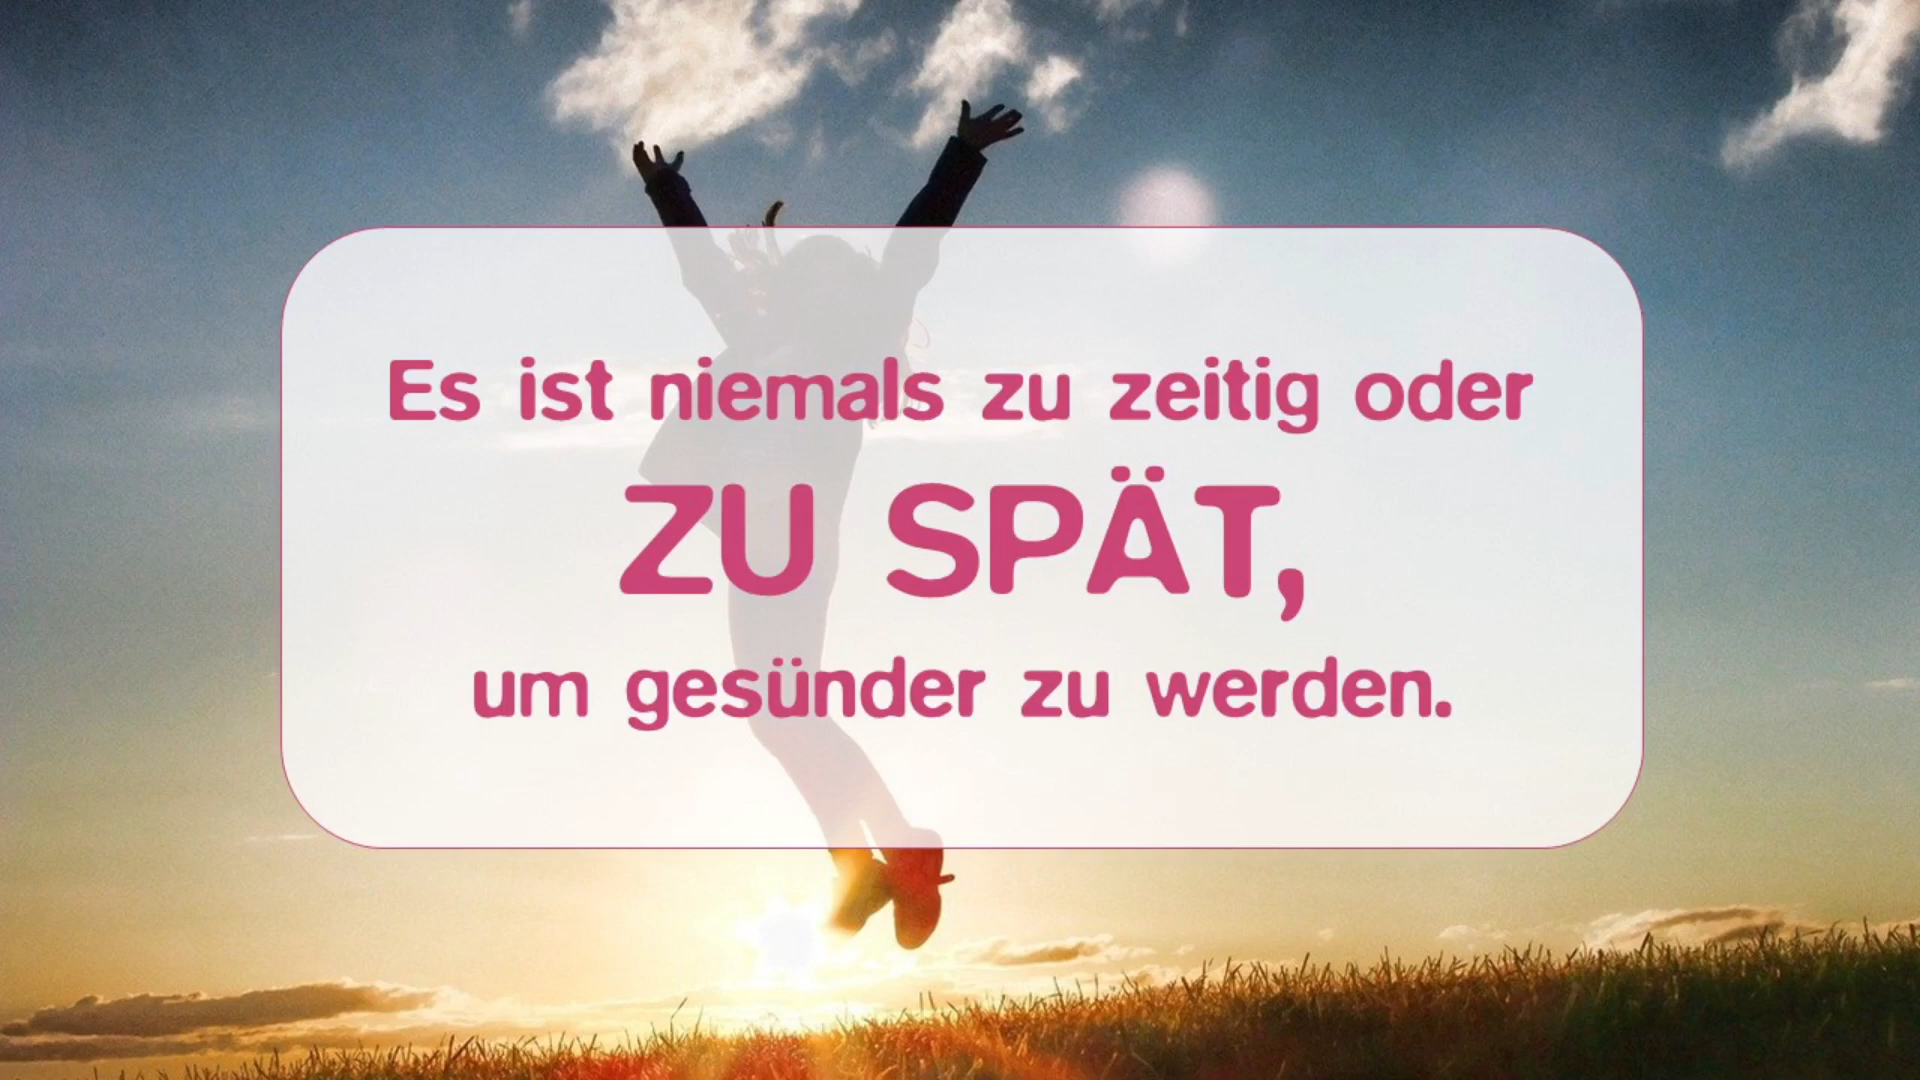 Es ist niemals zu zeitig oder
ZU SPÄT,
um gesünder zu werden.